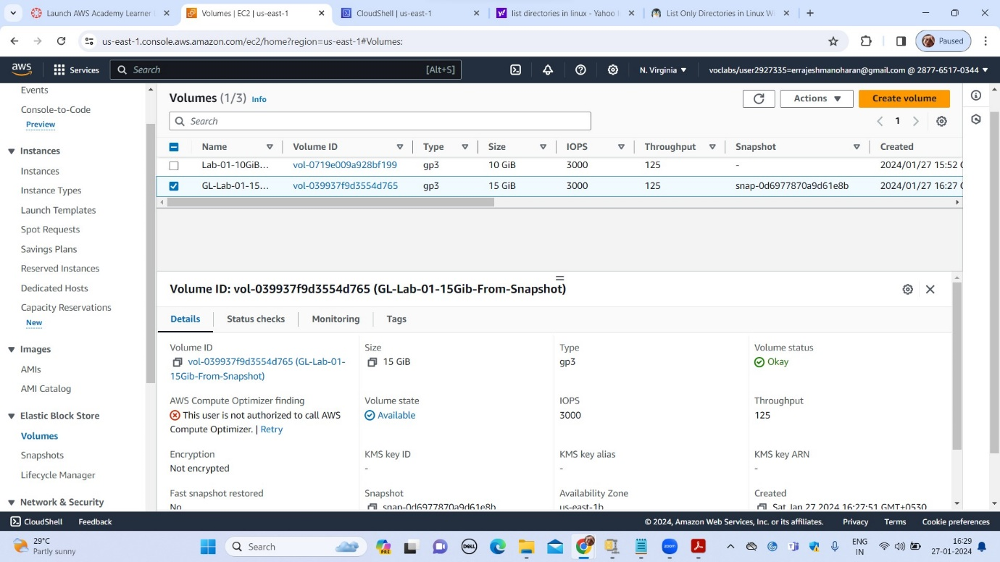 Launch AWS Academy Learner
Volumes | EC2 | us-east-1
CloudShell | us-east-1
list directories in linux - Yahoo
List Only Directories in Linux
us-east-1.console.aws.amazon.com/ec2/home?region=us-east-1#Volumes:
Paused
aws
Services
Search
[Alt+S]
N. Virginia
voclabs/user2927335=errajeshmanoharan@gmail.com @ 2877-6517-0344
Events
Console-to-Code
Preview
Instances
Instances
Instance Types
Launch Templates
Spot Requests
Savings Plans
Reserved Instances
Dedicated Hosts
Capacity Reservations
New
Images
AMIs
AMI Catalog
Elastic Block Store
Volumes
Snapshots
Lifecycle Manager
Network & Security
Volumes (1/3) Info
Actions
Create volume
Search
1
Name Volume ID Type Size IOPS Throughput Snapshot Created
Lab-01-10GiB... vol-0719e009a928bf199 gp3 10 GiB 3000 125 - 2024/01/27 15:52
GL-Lab-01-15... vol-039937f9d3554d765 gp3 15 GiB 3000 125 snap-0d6977870a9d61e8b 2024/01/27 16:27
Volume ID: vol-039937f9d3554d765 (GL-Lab-01-15Gib-From-Snapshot)
Details Status checks Monitoring Tags
Volume ID
vol-039937f9d3554d765 (GL-Lab-01-
15Gib-From-Snapshot)
Size
15 GiB
Type
gp3
Volume status
Okay
AWS Compute Optimizer finding
This user is not authorized to call AWS
Compute Optimizer. | Retry
Volume state
Available
IOPS
3000
Throughput
125
Encryption
Not encrypted
KMS key ID
-
KMS key alias
-
KMS key ARN
-
Fast snapshot restored
No
Snapshot
snap-0d6977870a9d61e8b
Availability Zone
us-east-1b
Created
Sat Jan 27 2024 16:27:51 GMT+0530
CloudShell
Feedback
© 2024, Amazon Web Services, Inc. or its affiliates.
Privacy
Terms
Cookie preferences
29°C
Partly sunny
Search
PRE
DELL
zoom
ENG
IN
16:29
27-01-2024